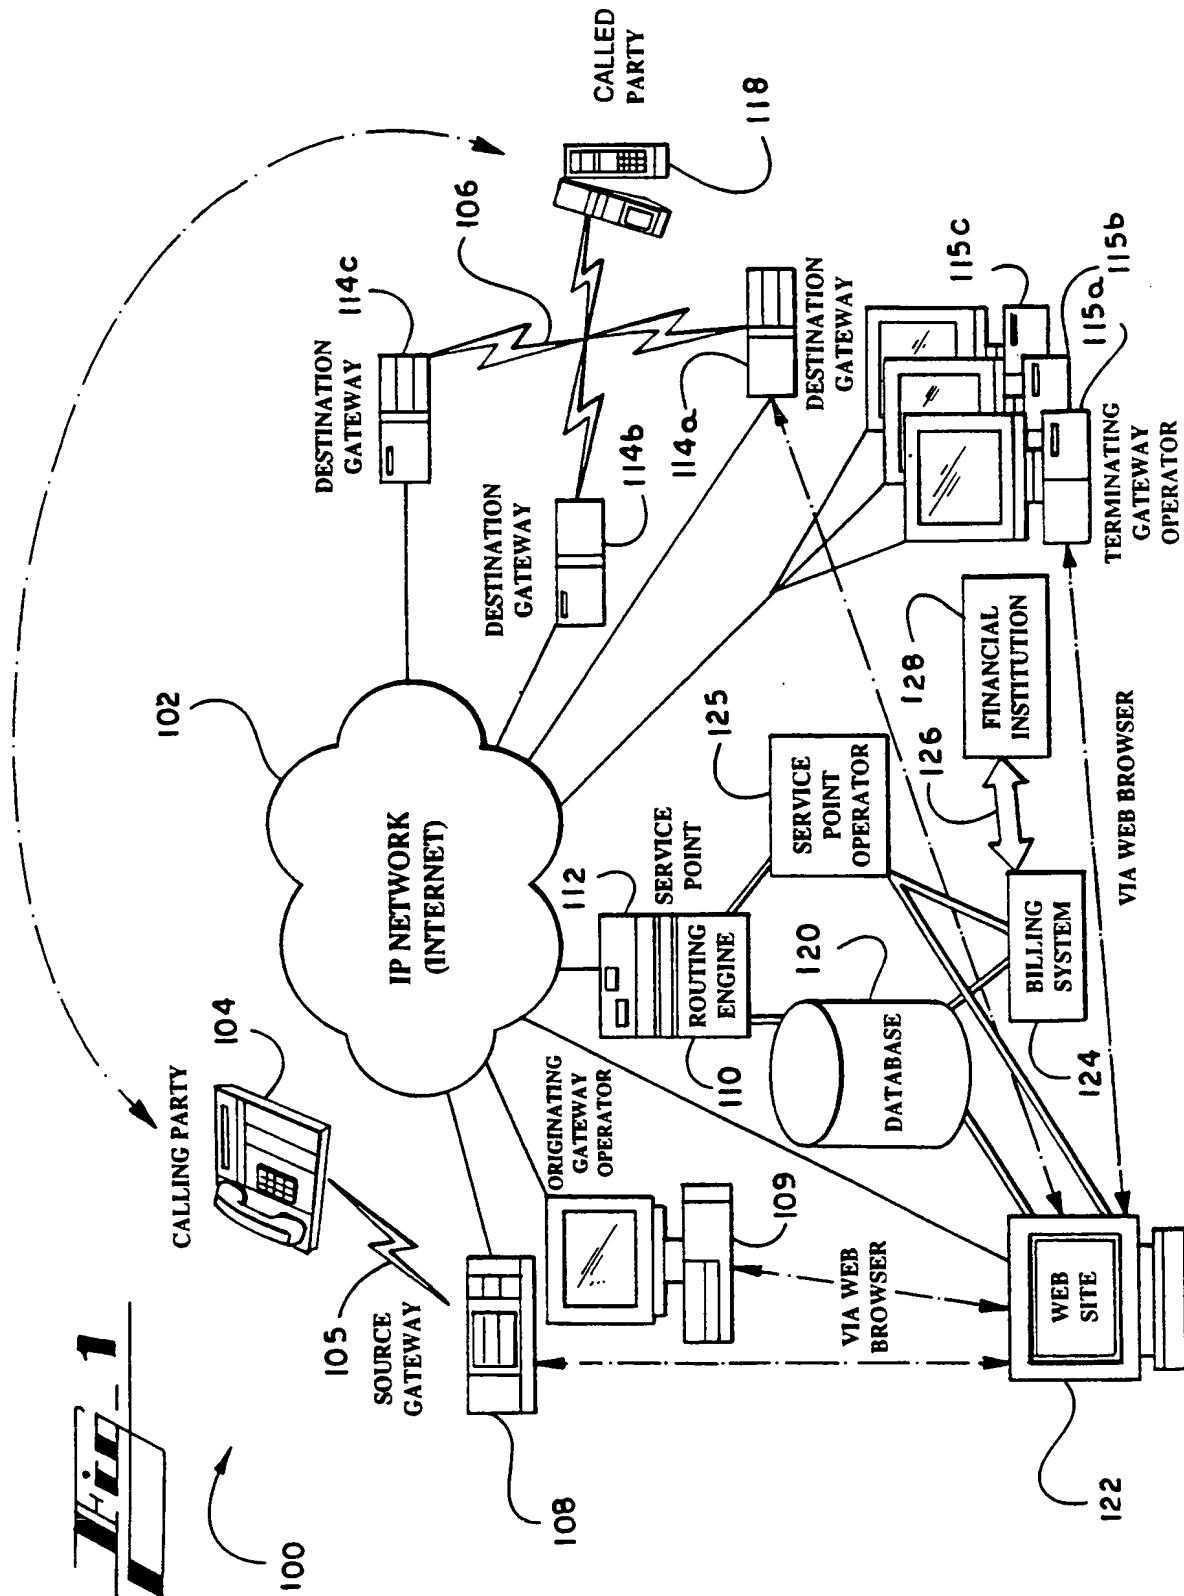 Fig. 1
100
CALLING PARTY
104
105
SOURCE
GATEWAY
108
102
IP NETWORK
(INTERNET)
ORIGINATING
GATEWAY
OPERATOR
109
112
SERVICE
POINT
ROUTING
ENGINE
110
DESTINATION
GATEWAY
114c
106
CALLED
PARTY
118
DESTINATION
GATEWAY
114b
114a
DESTINATION
GATEWAY
125
SERVICE
POINT
OPERATOR
120
DATABASE
128
FINANCIAL
INSTITUTION
126
BILLING
SYSTEM
124
115c
115b
115a
TERMINATING
GATEWAY
OPERATOR
VIA WEB BROWSER
VIA WEB
BROWSER
WEB
SITE
122